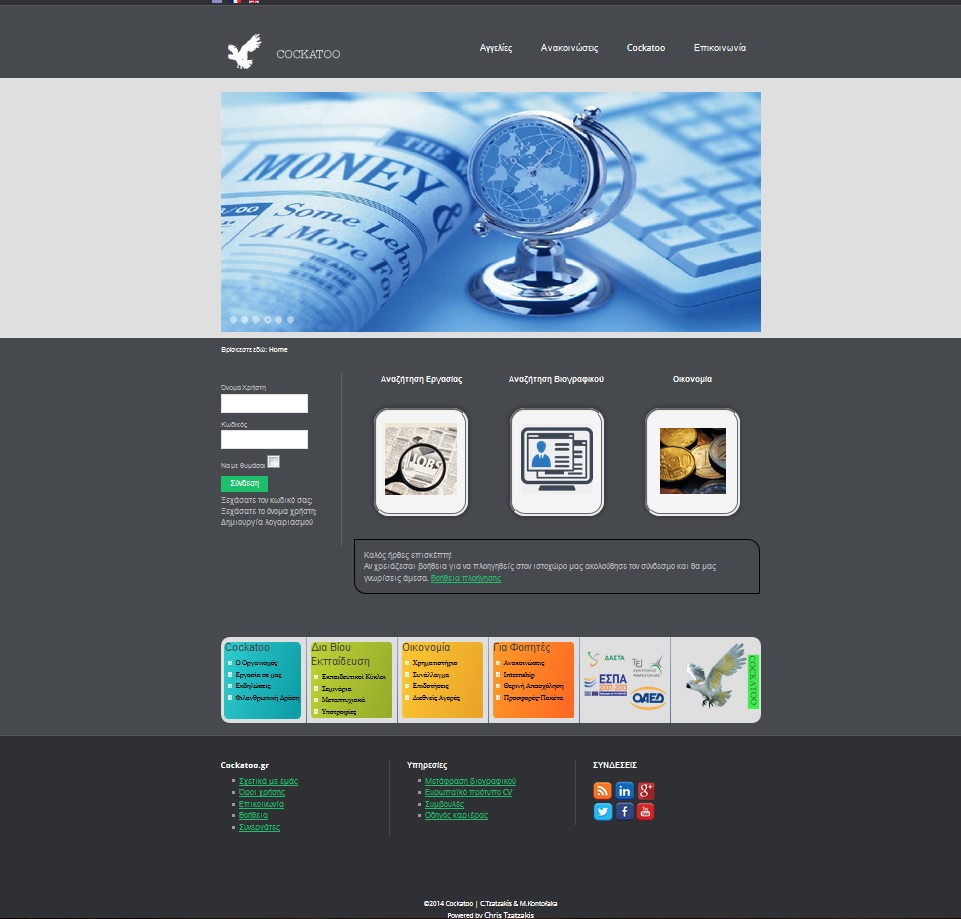 COCKATOO
Αγγελίες Ανακοινώσεις Cockatoo Επικοινωνία
THE W
MONEY &
Some Lehm
A More Fou
Βρίσκεστε εδώ: Home
Όνομα Χρήστη
Κωδικός
Να με θυμάσαι
Σύνδεση
Ξεχάσατε τον κωδικό σας;
Ξεχάσατε το όνομα χρήστη;
Δημιουργία λογαριασμού
Αναζήτηση Εργασίας
Αναζήτηση Βιογραφικού
Οικονομία
JOBS
Καλός ήρθες επισκέπτη!
Αν χρειάζεσαι βοήθεια για να πλοηγηθείς στον ιστοχώρο μας ακολούθησε τον σύνδεσμο και θα μας
γνωρίσεις άμεσα. Βοήθεια πλοήγησης
Cockatoo
Ο Οργανισμός
Εργασία σε μας
Εκδηλώσεις
Φιλανθρωπική Δράση
Δια Βίου
Εκπαίδευση
Εκπαιδευτικοί Κύκλοι
Σεμινάρια
Μεταπτυχιακά
Υποτροφίες
Οικονομία
Χρηματιστήριο
Συνάλλαγμα
Επιδοτήσεις
Διεθνείς Αγορές
Για Φοιτητές
Ανακοινώσεις
Internship
Θερινή Απασχόληση
Προσφορές-Πακέτα
ΔΑΣΤΑ
ΤΕΙ
ΕΣΠΑ
ΟΑΕΔ
COCKATOO
Cockatoo.gr
Σχετικά με εμάς
Όροι χρήσης
Επικοινωνία
Βοήθεια
Συνεργάτες
Υπηρεσίες
Μετάφραση βιογραφικού
Ευρωπαϊκό πρότυπο CV
Συμβουλές
Οδηγός καριέρας
ΣΥΝΔΕΣΕΙΣ
©2014 Cockatoo | C.Tzatzakis & M.Kontollaka
Powered by Chris Tzatzakis